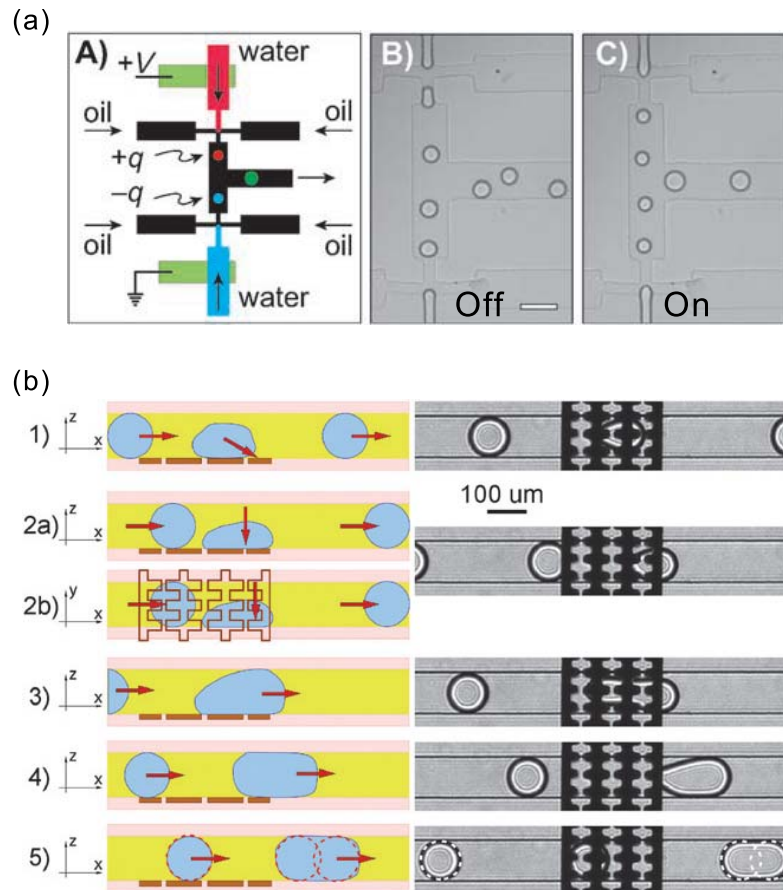 (a)
A)
+V
water
oil
oil
+q
−q
oil
oil
water
B)
Off
C)
On
(b)
1)
z
x
100 um
2a)
z
x
2b)
y
x
3)
z
x
4)
z
x
5)
z
x